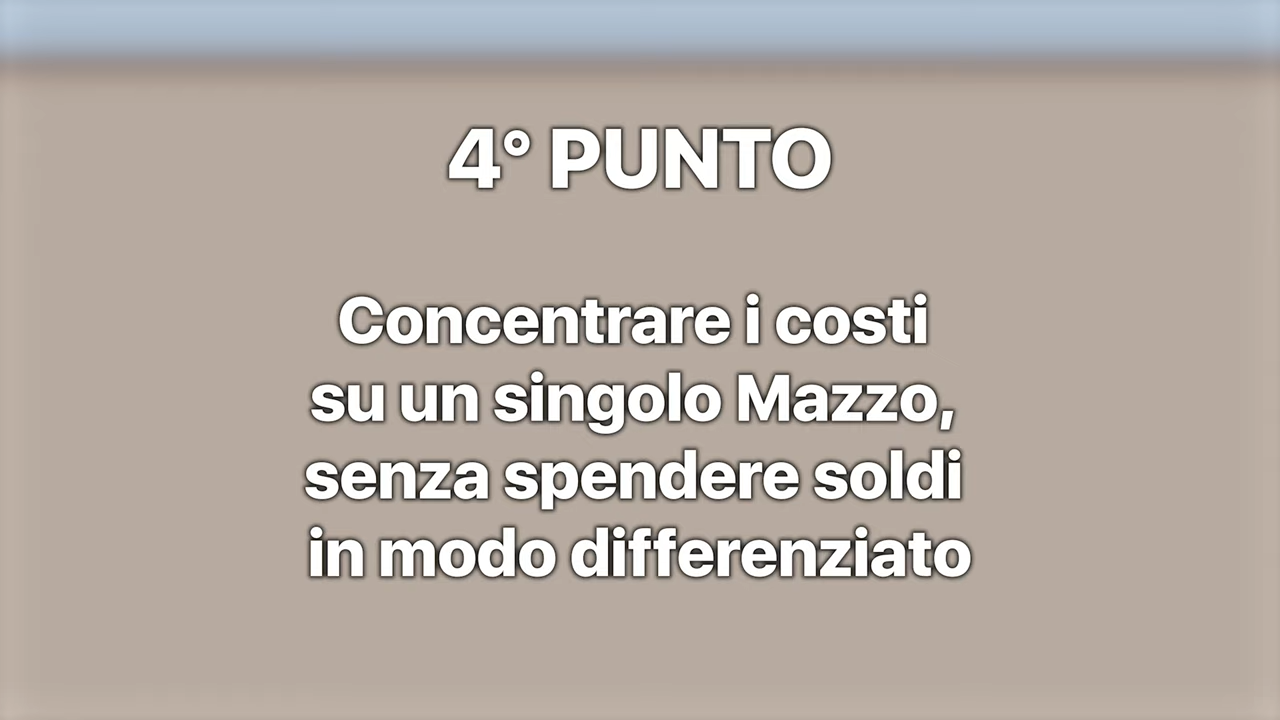 4° PUNTO
Concentrare i costi
su un singolo Mazzo,
senza spendere soldi
in modo differenziato